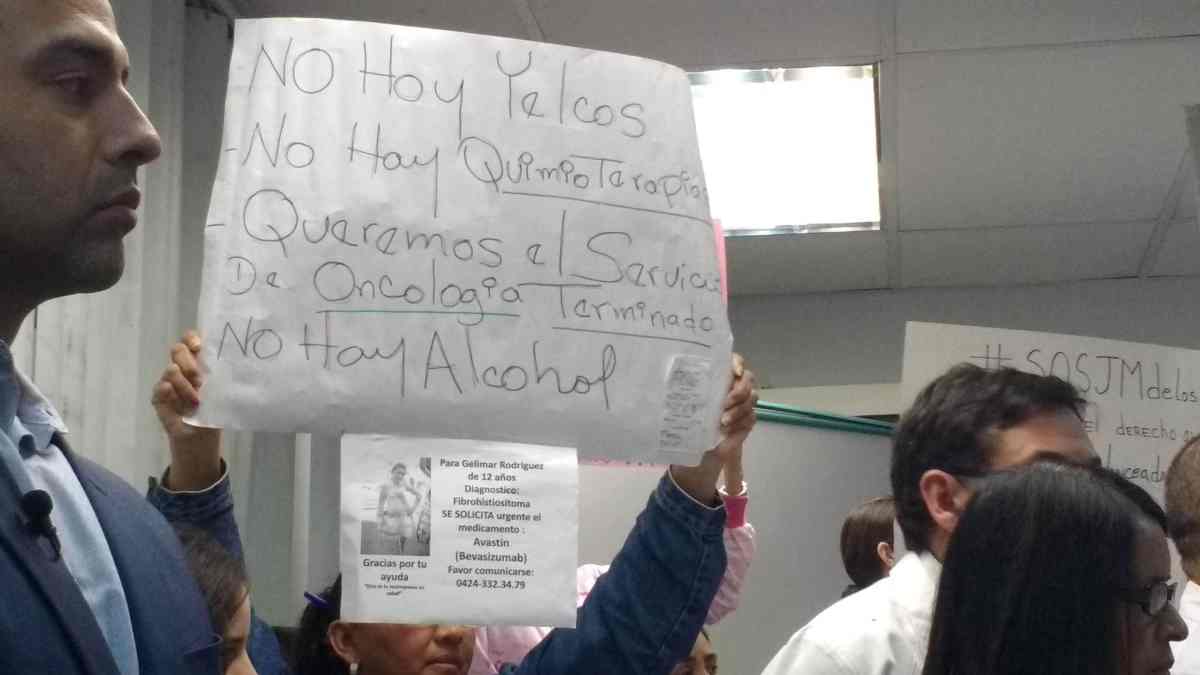 -NO Hoy Yelcos
-No Hay Quimioterapia
-Queremos el Servicio
De Oncologia Terminado
NO Hay Alcohol
Para Gelimar Rodriguez
de 12 años
Diagnostico:
Fibrohistiositoma
SE SOLICITA urgente el
medicamento :
Avastin
(Bevasizumab)
Favor comunicarse:
0424-332.34.79
Gracias por tu
ayuda
#SOSJMdelos
El DERECHO